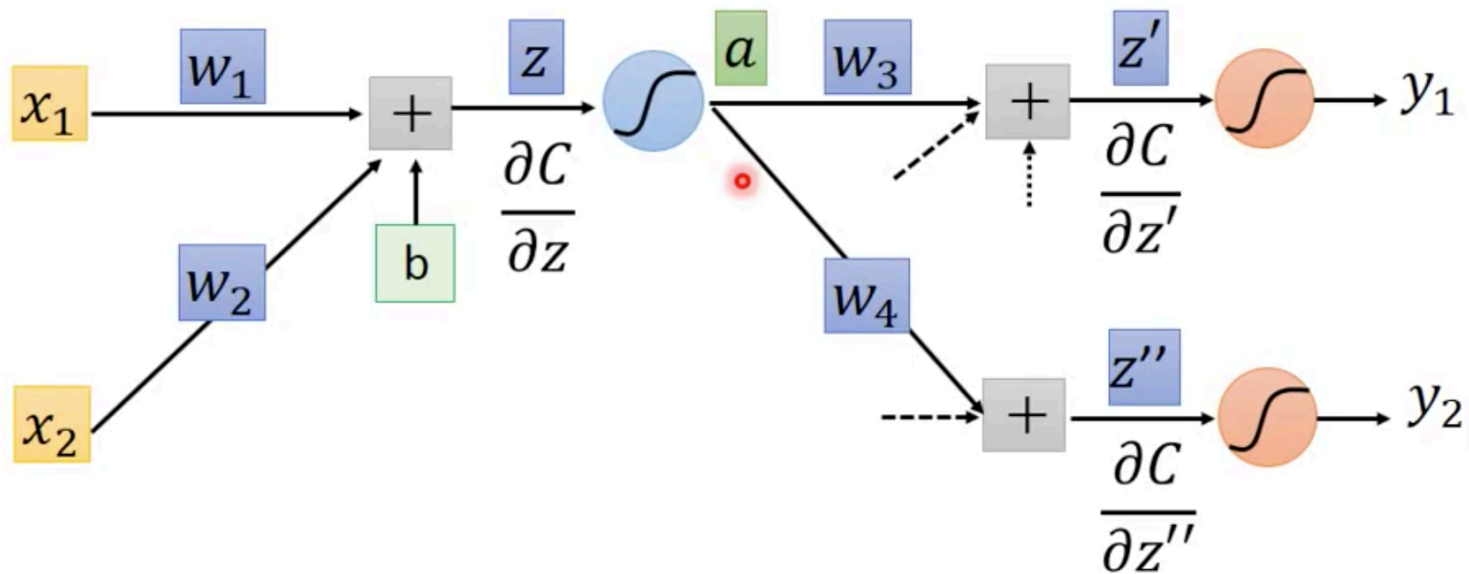 x₁
w₁
+
z
a
w₃
+
z′
y₁
∂C
∂z
∂C
∂z′
w₂
b
w₄
x₂
+
z′′
y₂
∂C
∂z′′